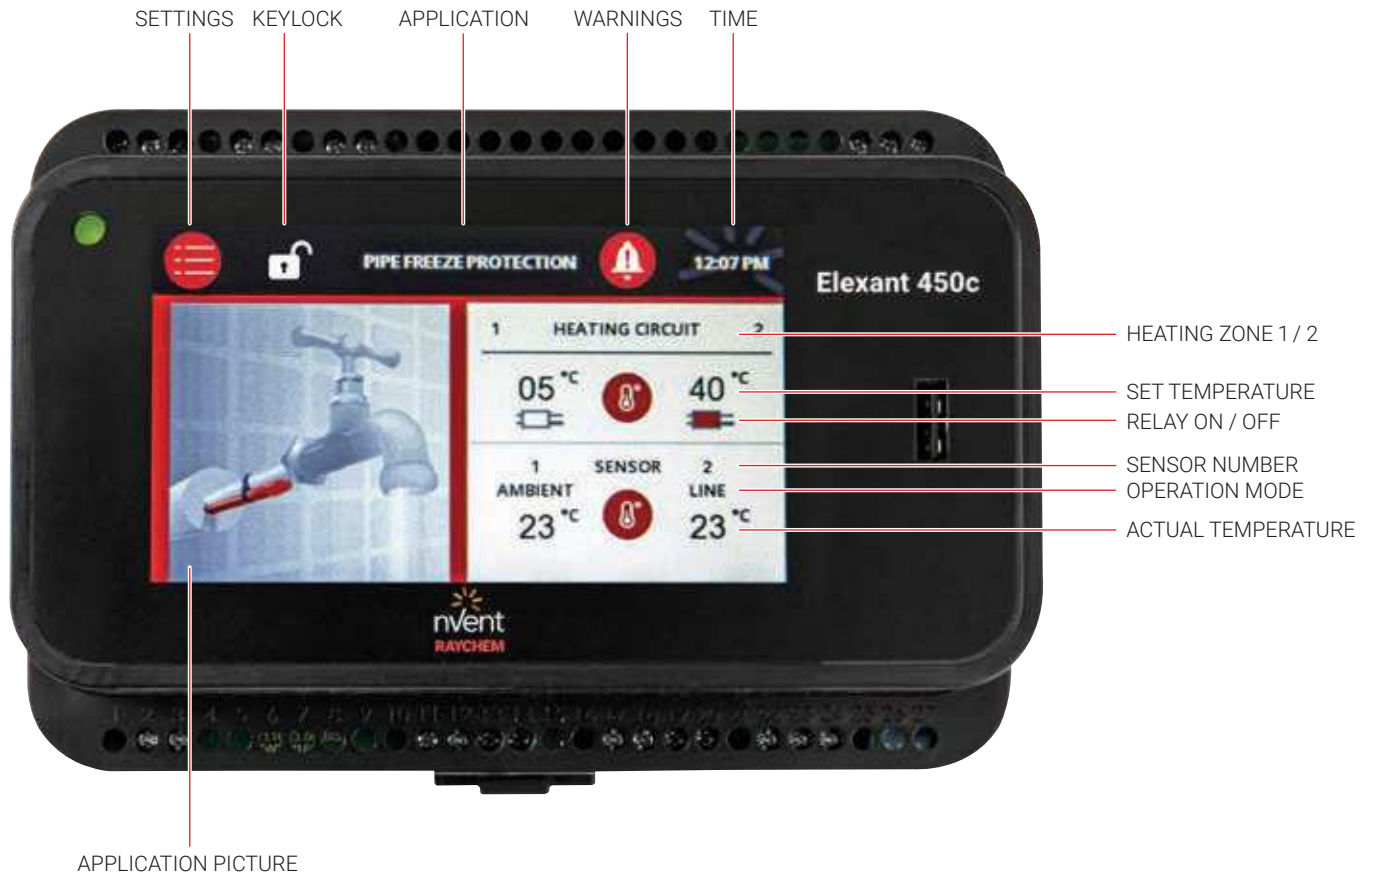 SETTINGS KEYLOCK APPLICATION WARNINGS TIME
PIPE FREEZE PROTECTION 12:07 PM
Elexant 450c
1 HEATING CIRCUIT 2
HEATING ZONE 1 / 2
05 °C 40 °C
SET TEMPERATURE
RELAY ON / OFF
1 SENSOR 2
SENSOR NUMBER
AMBIENT LINE
OPERATION MODE
23 °C 23 °C
ACTUAL TEMPERATURE
nVent
RAYCHEM
APPLICATION PICTURE